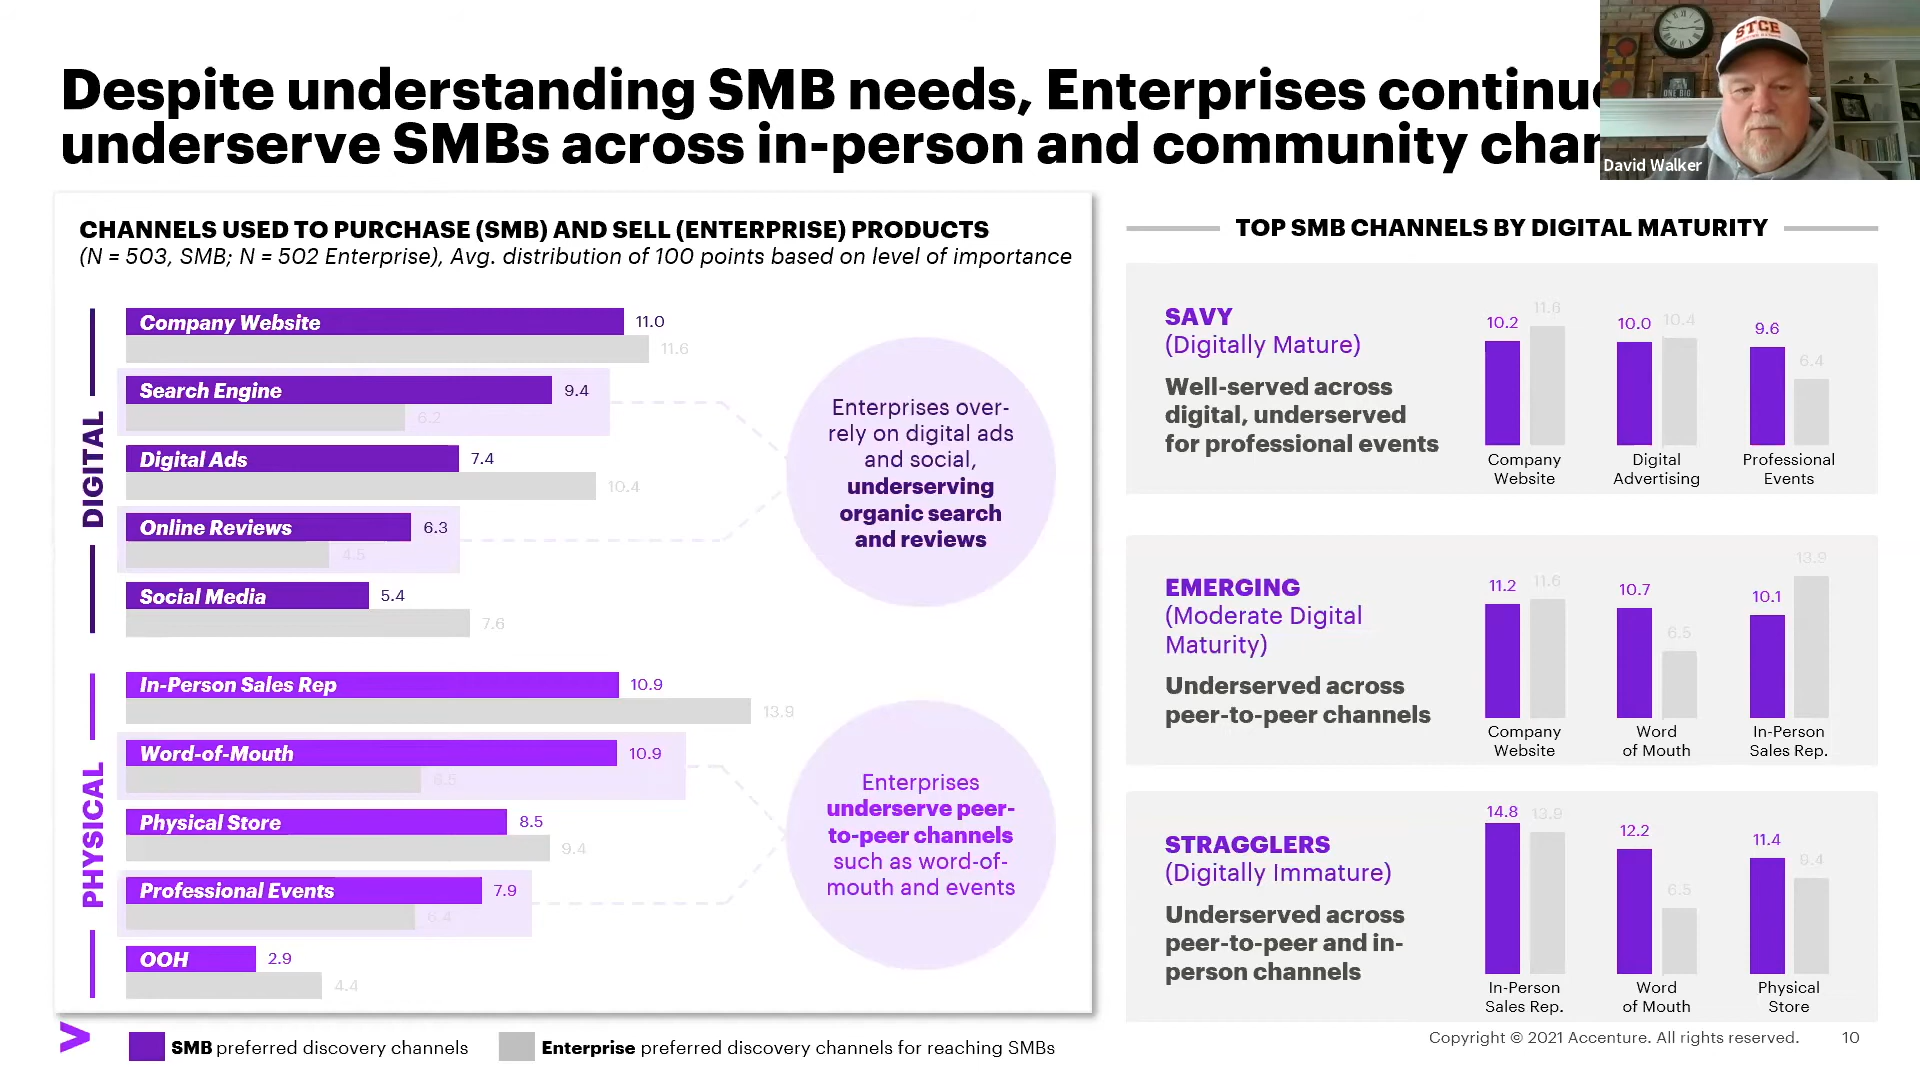 Despite understanding SMB needs, Enterprises continue
underserve SMBs across in-person and community
STCE
ONE BIG
David Walker
CHANNELS USED TO PURCHASE (SMB) AND SELL (ENTERPRISE) PRODUCTS
(N = 503, SMB; N = 502 Enterprise), Avg. distribution of 100 points based on level of importance
DIGITAL
Company Website 11.0
11.6
Search Engine 9.4
6.2
Digital Ads 7.4
10.4
Online Reviews 6.3
4.5
Social Media 5.4
7.6
Enterprises over-
rely on digital ads
and social,
underserving
organic search
and reviews
PHYSICAL
In-Person Sales Rep 10.9
13.9
Word-of-Mouth 10.9
6.5
Physical Store 8.5
9.4
Professional Events 7.9
6.4
OOH 2.9
4.4
Enterprises
underserve peer-
to-peer channels
such as word-of-
mouth and events
SMB preferred discovery channels
Enterprise preferred discovery channels for reaching SMBs
TOP SMB CHANNELS BY DIGITAL MATURITY
SAVY
(Digitally Mature)
Well-served across
digital, underserved
for professional events
10.2 11.6
Company
Website
10.0 10.4
Digital
Advertising
9.6 6.4
Professional
Events
EMERGING
(Moderate Digital
Maturity)
Underserved across
peer-to-peer channels
11.2 11.6
Company
Website
10.7 6.5
Word
of Mouth
10.1 13.9
In-Person
Sales Rep.
STRAGGLERS
(Digitally Immature)
Underserved across
peer-to-peer and in-
person channels
14.8 13.9
In-Person
Sales Rep.
12.2 6.5
Word
of Mouth
11.4 9.4
Physical
Store
Copyright © 2021 Accenture. All rights reserved. 10